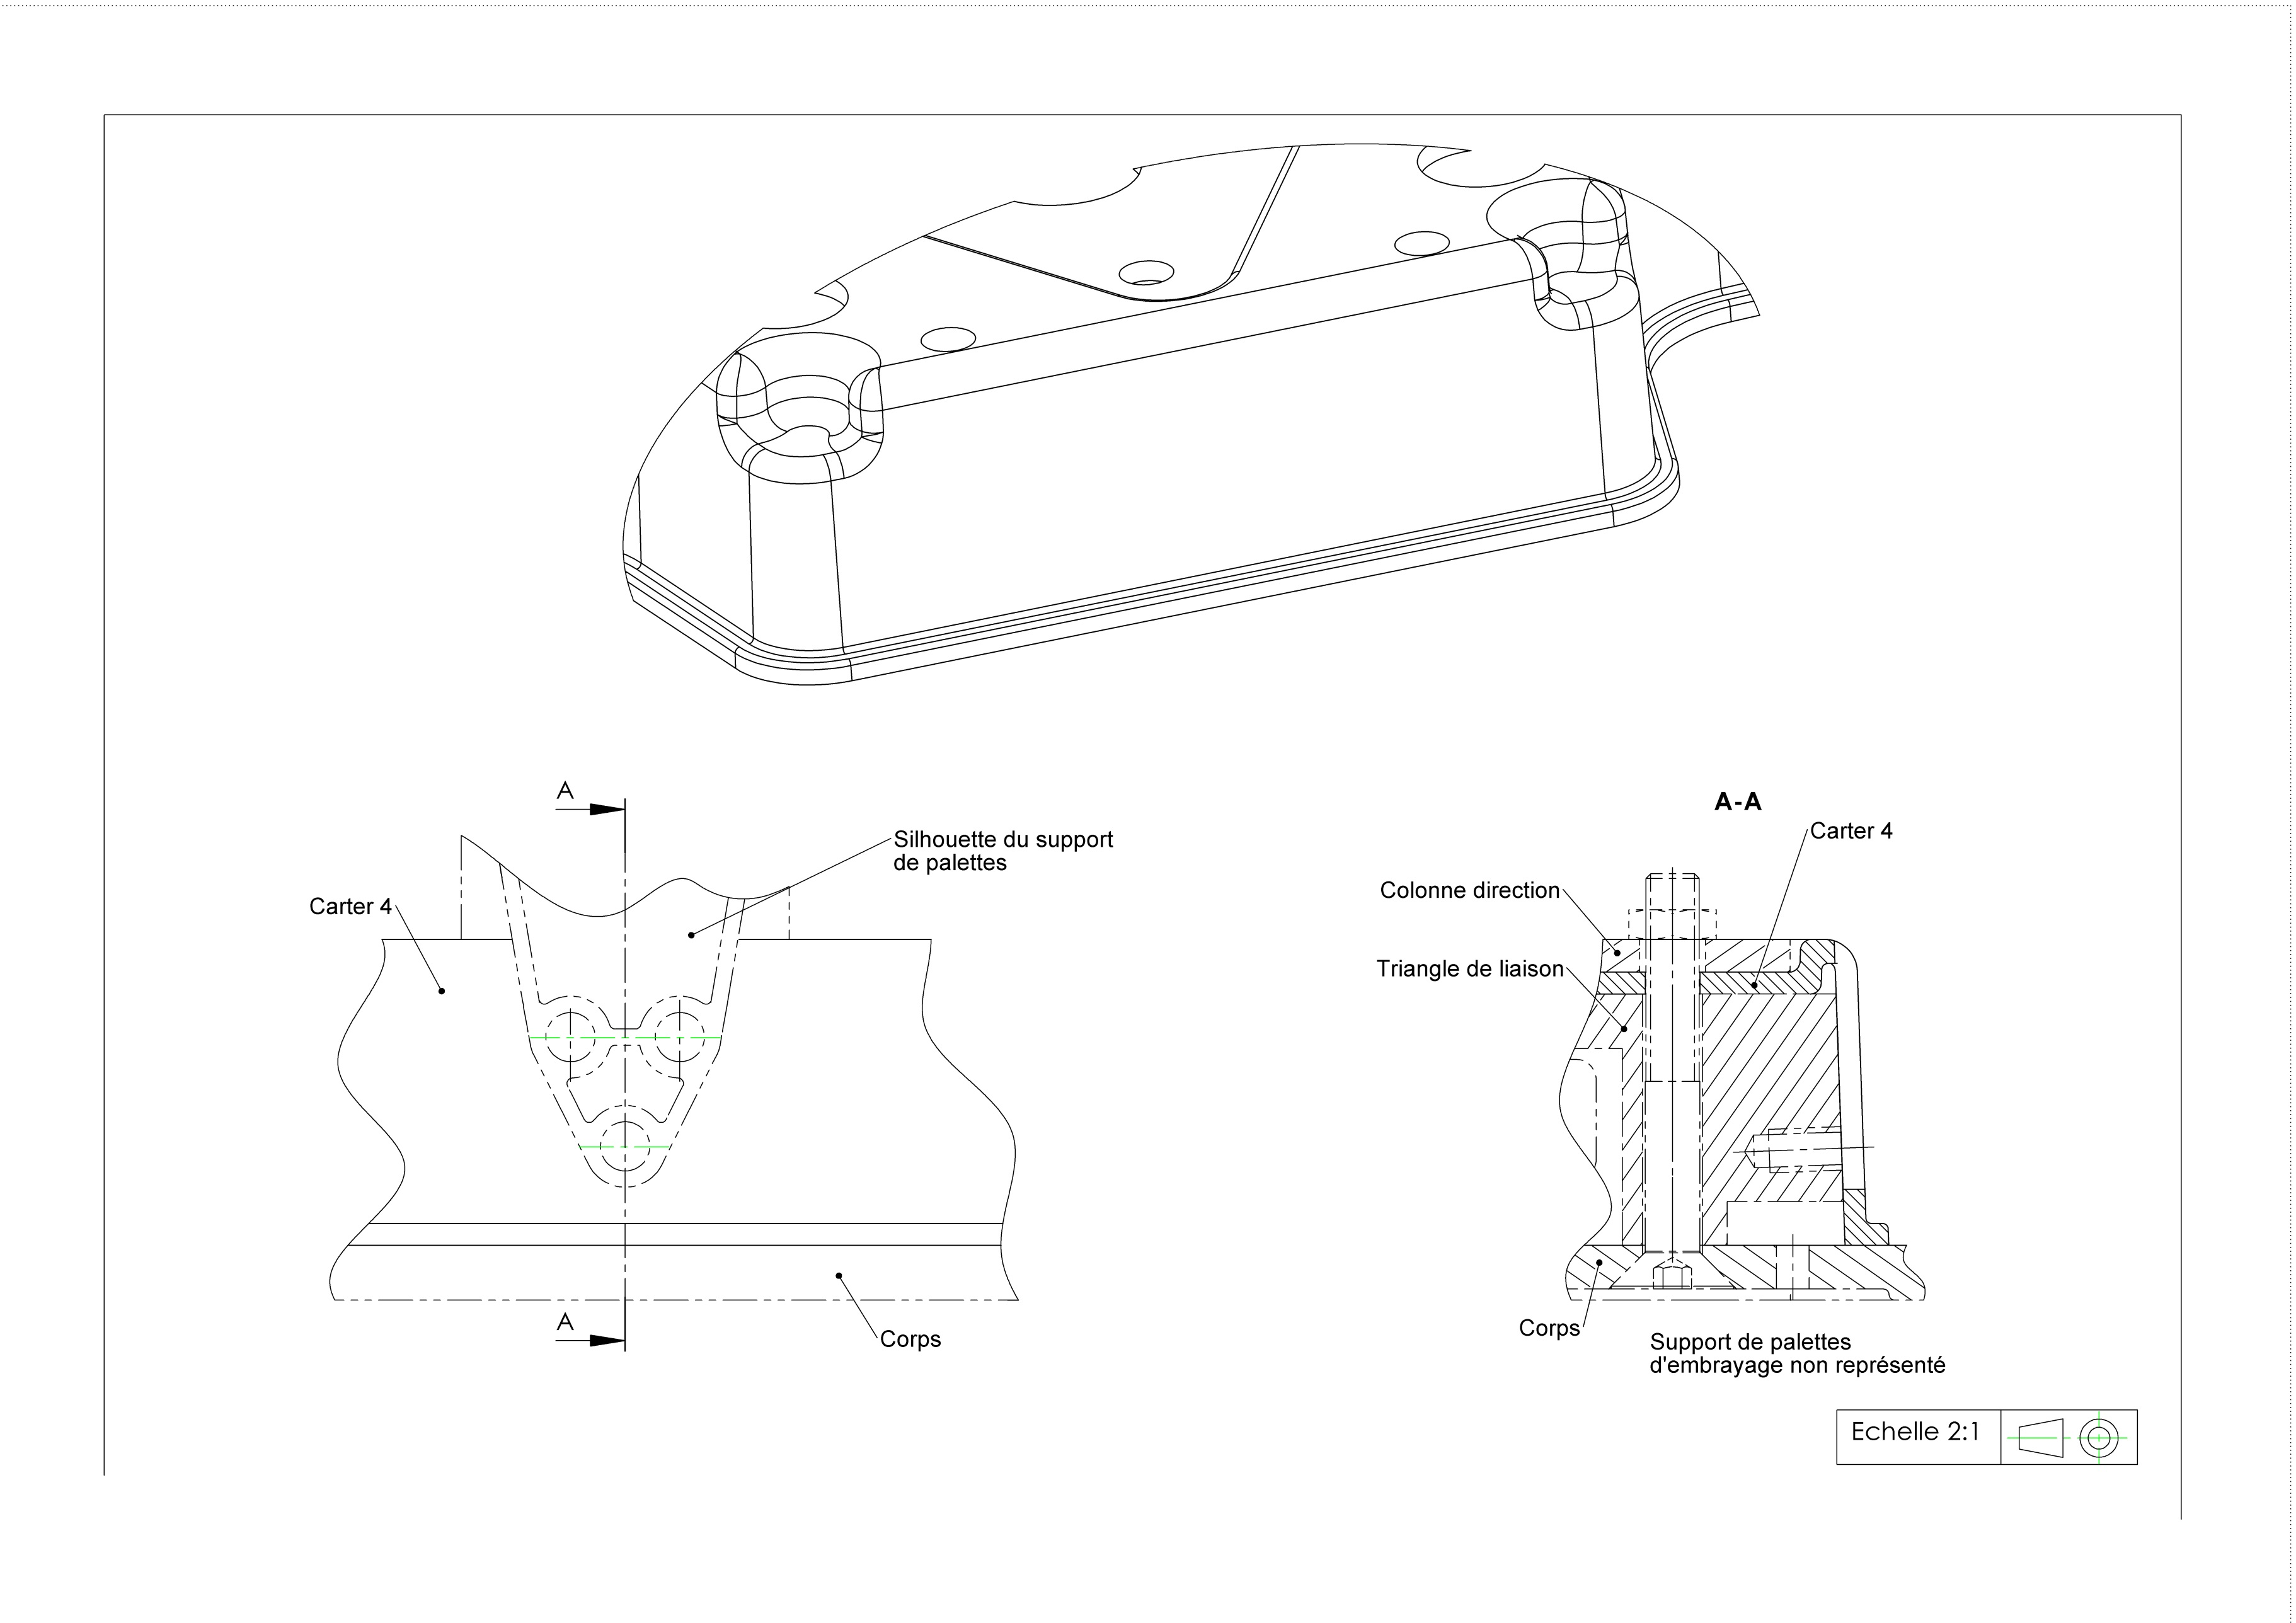 A
Silhouette du support
de palettes
Carter 4
A
Corps
A-A
Carter 4
Colonne direction
Triangle de liaison
Corps
Support de palettes
d'embrayage non représenté
Echelle 2:1